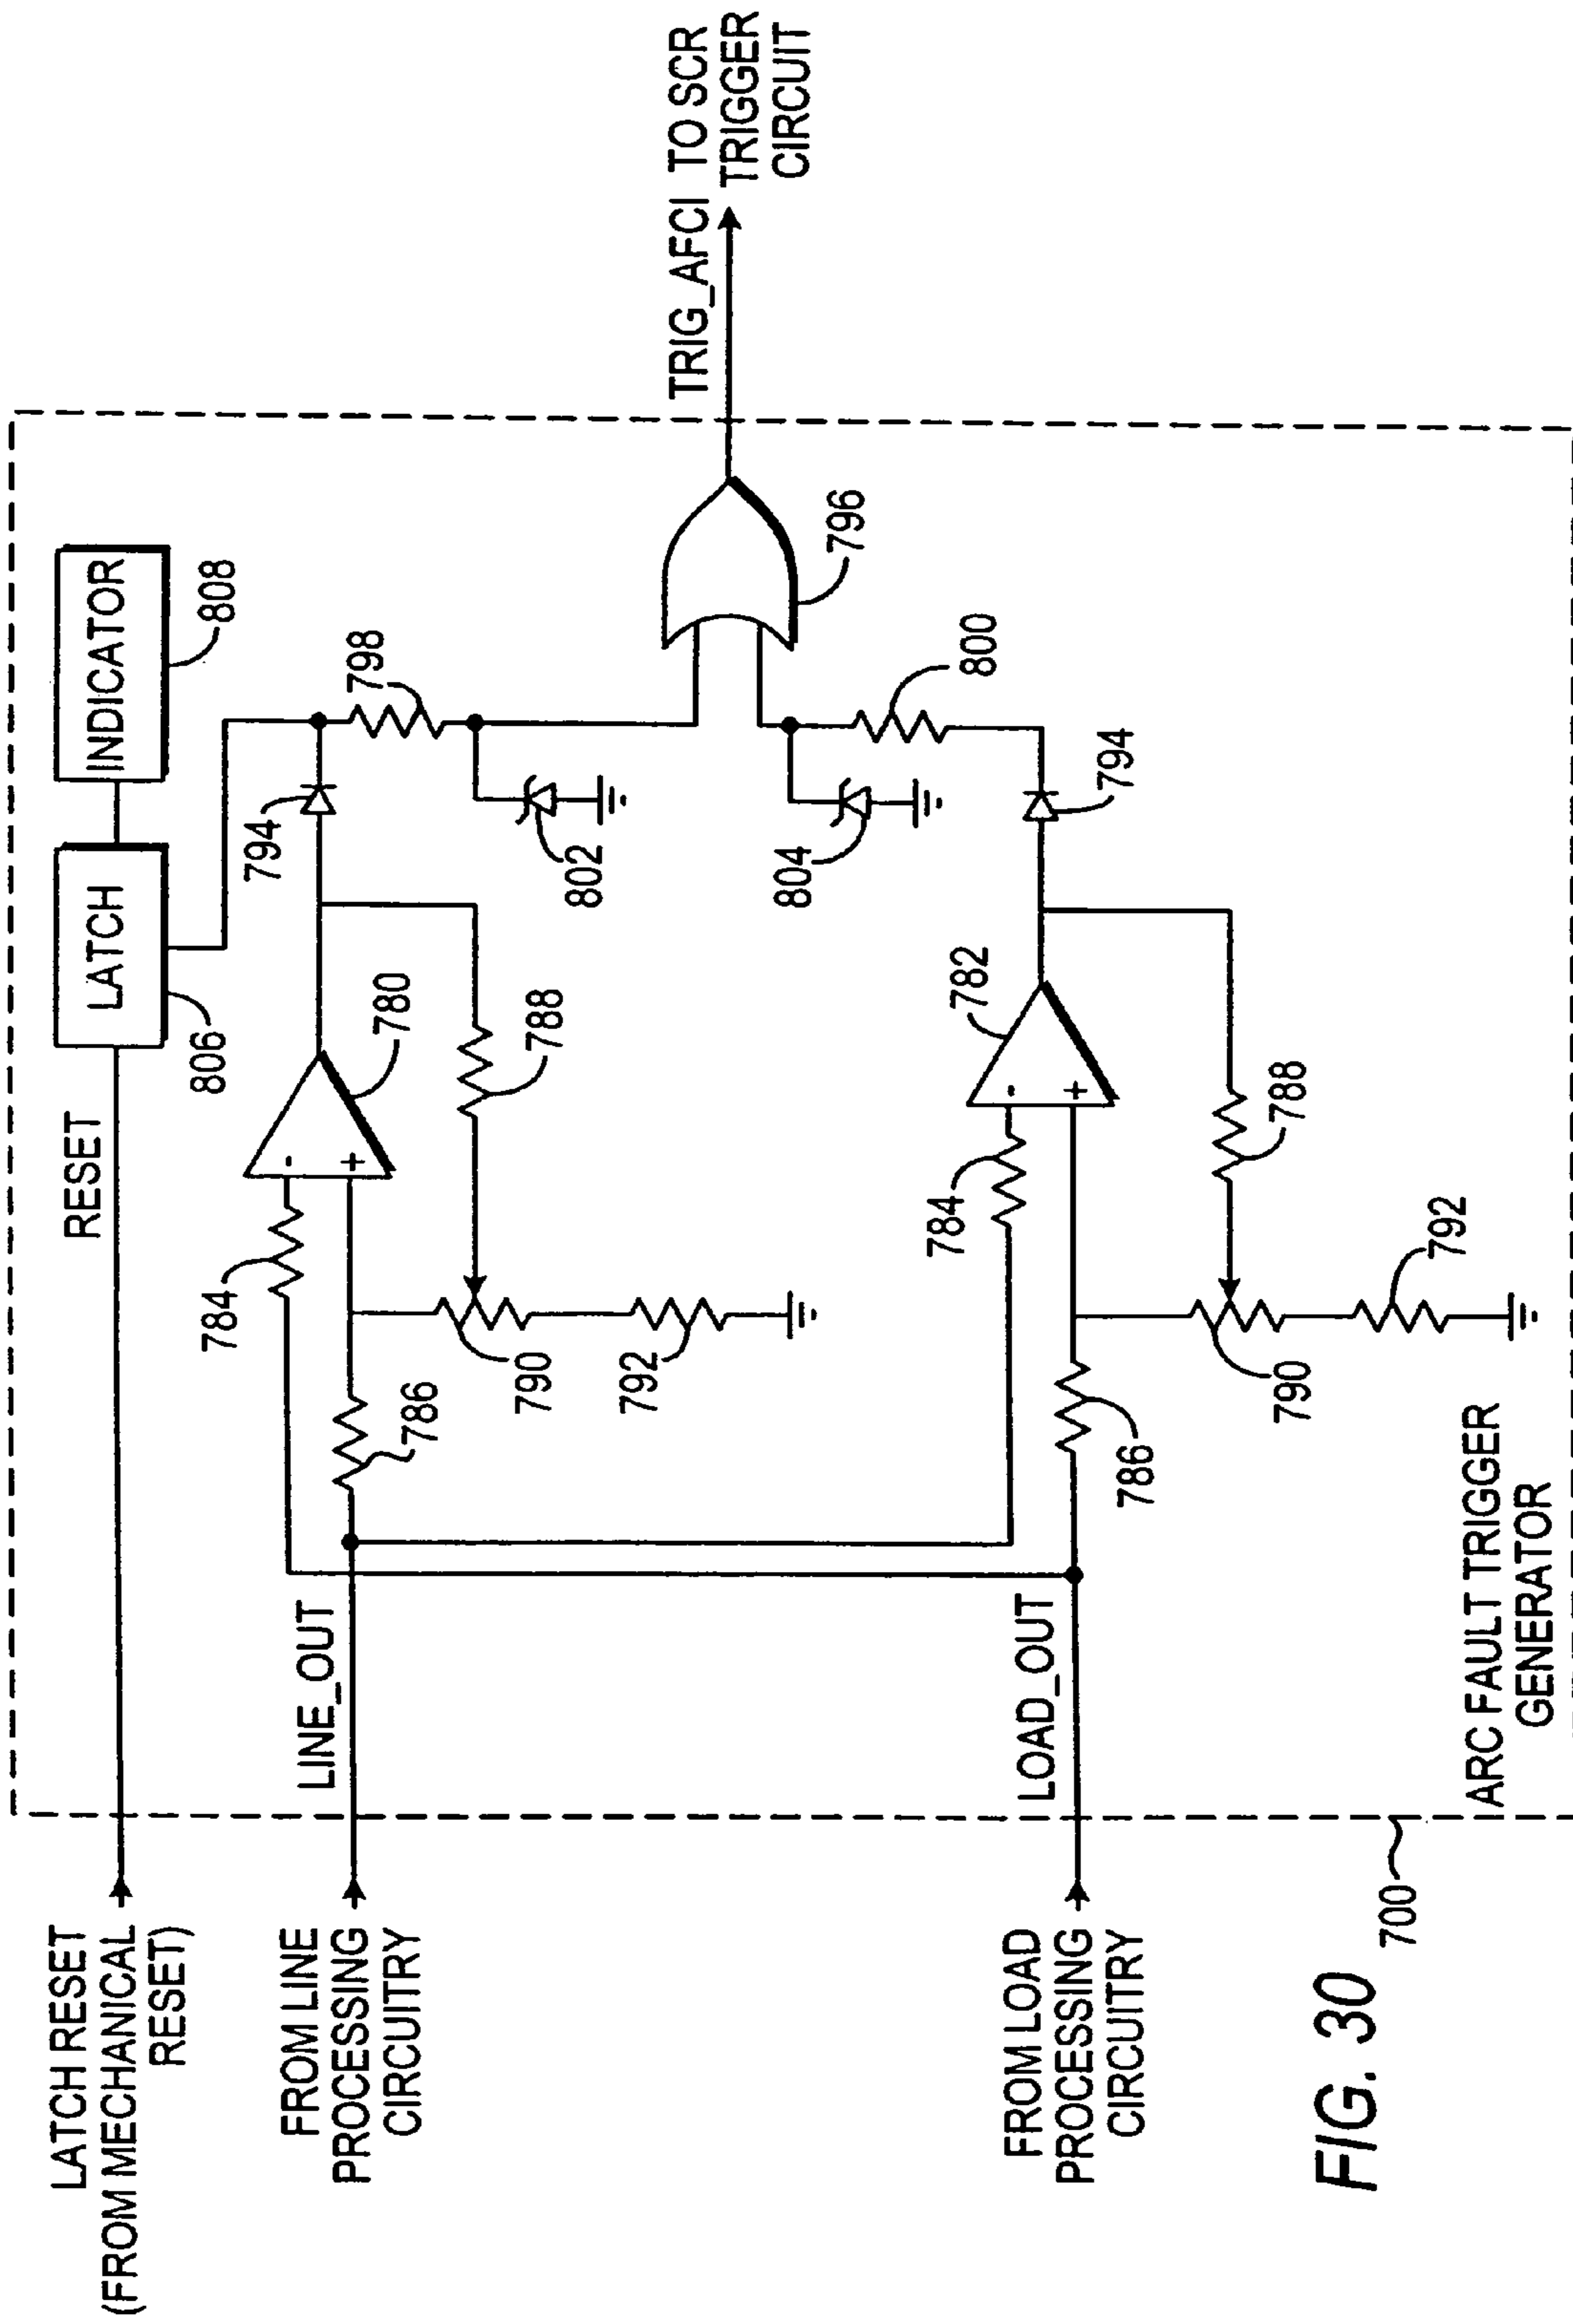 LATCH RESET
(FROM MECHANICAL
RESET)
RESET
LATCH
806
INDICATOR
808
FROM LINE
PROCESSING
CIRCUITRY
LINE_OUT
784
-
+
780
786
788
790
792
794
798
802
796
TRIG_AFCI
TO SCR
TRIGGER
CIRCUIT
804
800
794
FROM LOAD
PROCESSING
CIRCUITRY
LOAD_OUT
784
-
+
782
786
788
790
792
ARC FAULT TRIGGER
GENERATOR
700
FIG. 30